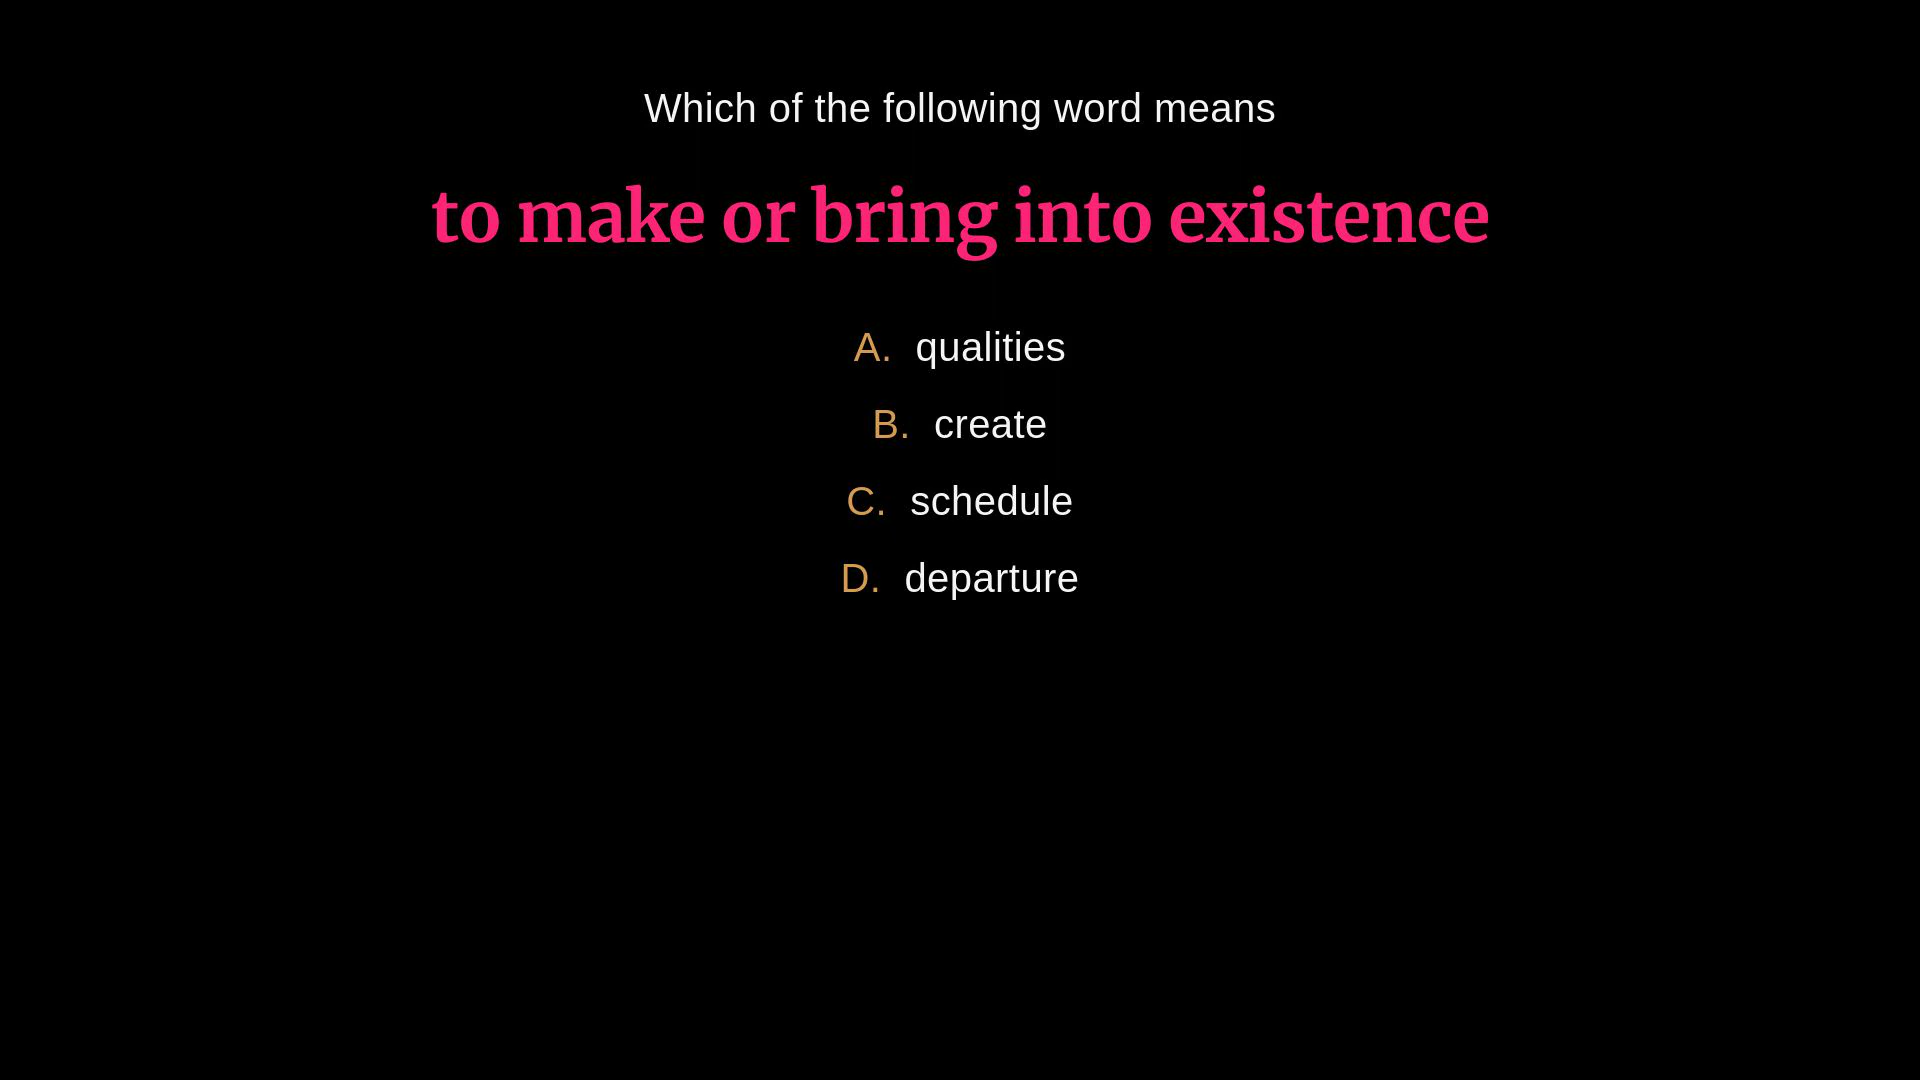 Which of the following word means
to make or bring into existence
A. qualities
B. create
C. schedule
D. departure